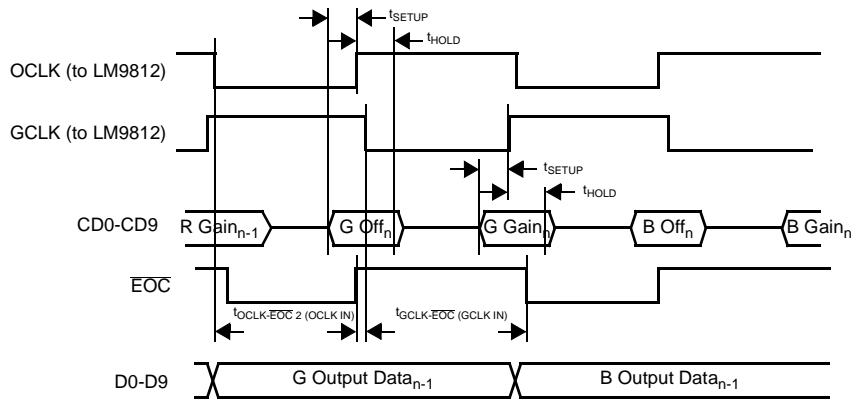 tSETUP
tHOLD
OCLK (to LM9812)
GCLK (to LM9812)
tSETUP
tHOLD
CD0-CD9 R Gainn-1 G Offn G Gainn B Offn B Gainn
EOC
tOCLK-EOC 2 (OCLK IN) tGCLK-EOC (GCLK IN)
D0-D9 G Output Datan-1 B Output Datan-1